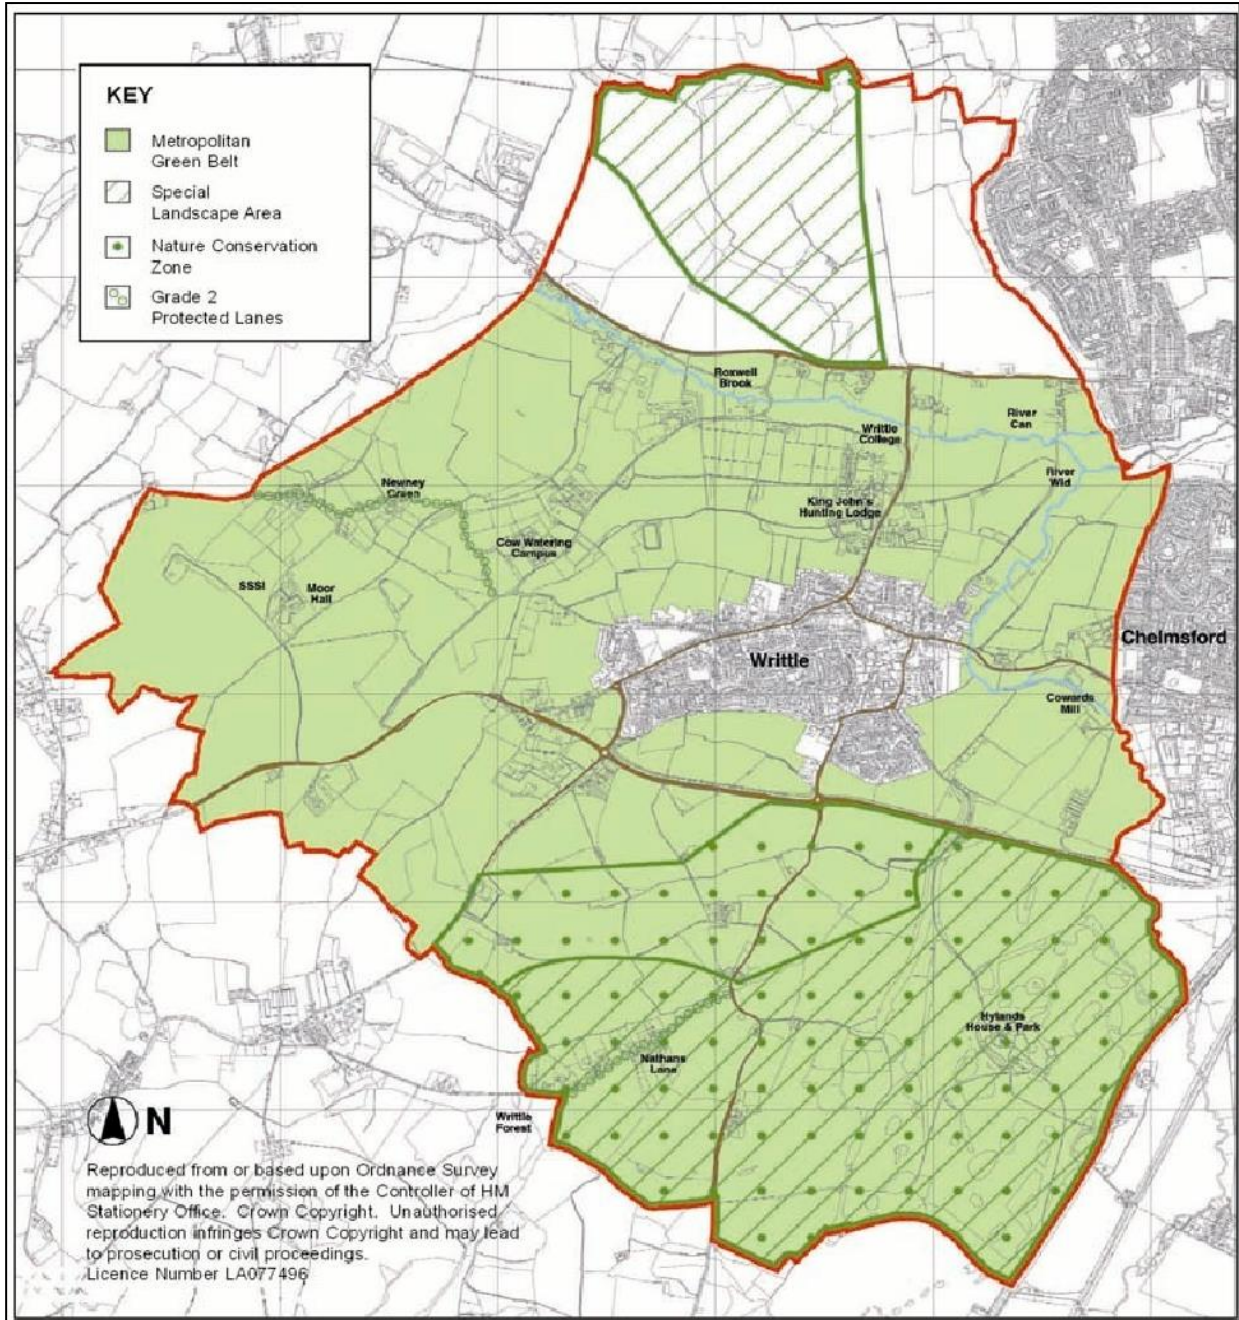 KEY
Metropolitan
Green Belt
Special
Landscape Area
Nature Conservation
Zone
Grade 2
Protected Lanes
Roxwell
Brook
River
Can
Writtle
College
River
Wid
Newney
Green
King John's
Hunting Lodge
Cow Watering
Campus
SSSI
Moor
Hall
Chelmsford
Writtle
Cowards
Mill
Hylands
House & Park
Nathans
Lane
Writtle
Forest
N
Reproduced from or based upon Ordnance Survey
mapping with the permission of the Controller of HM
Stationery Office. Crown Copyright. Unauthorised
reproduction infringes Crown Copyright and may lead
to prosecution or civil proceedings.
Licence Number LA077496